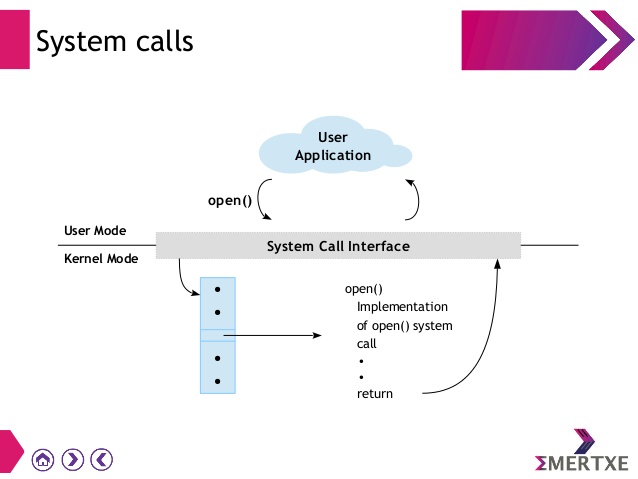 System calls
User
Application
open()
User Mode
System Call Interface
Kernel Mode
open()
Implementation
of open() system
call
return
EMERTXE